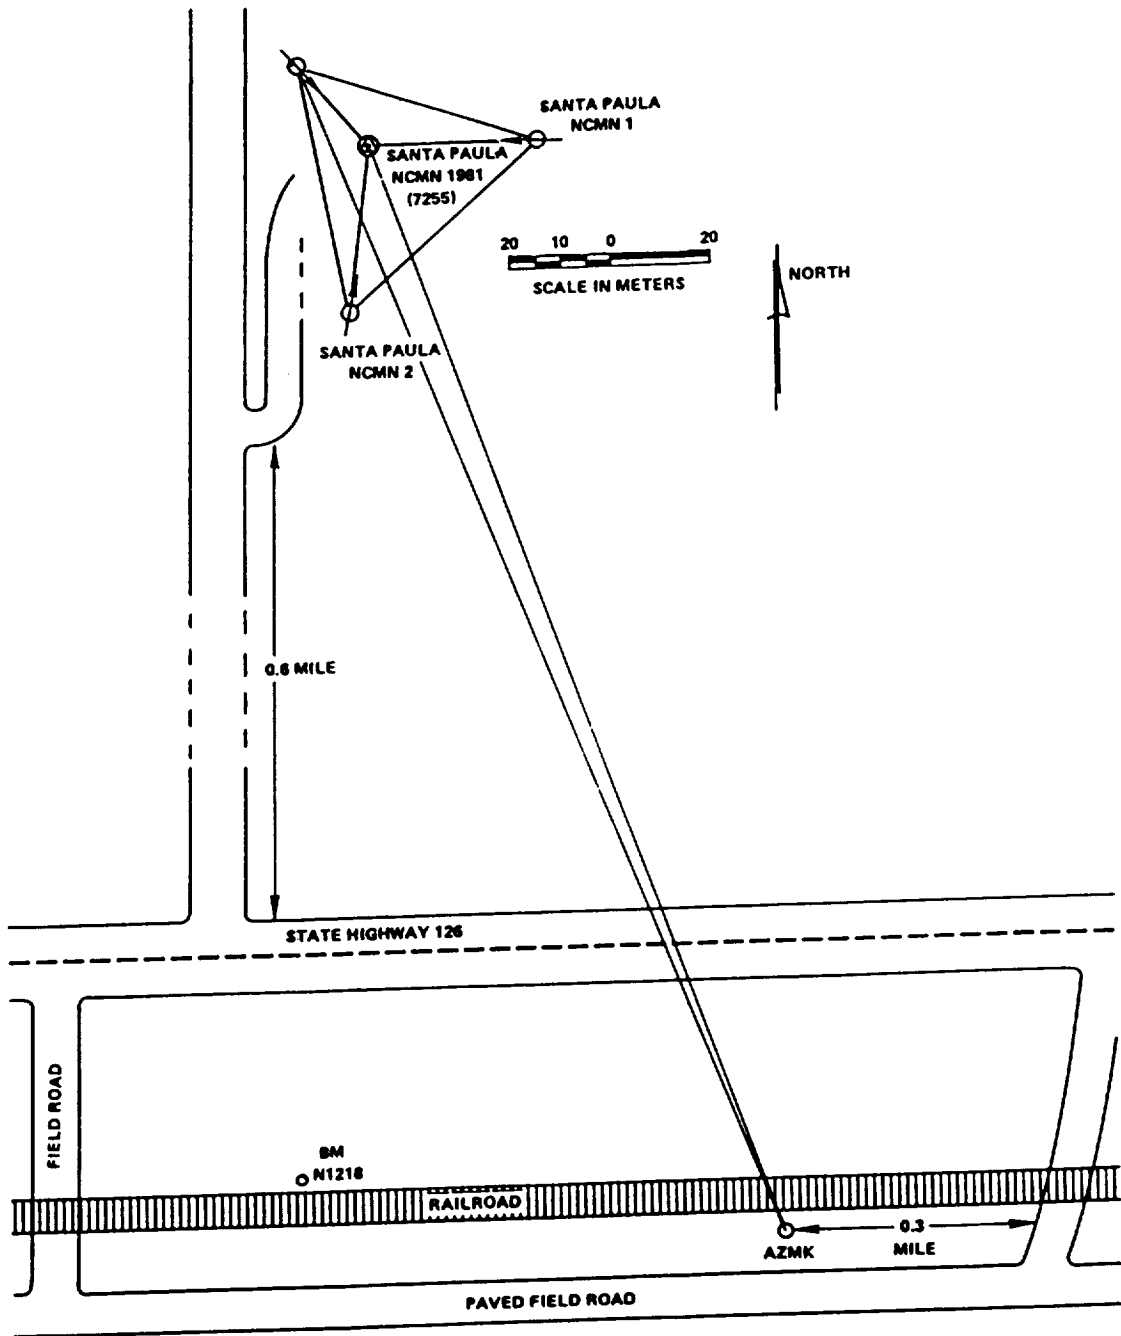 SANTA PAULA
NCMN 1
SANTA PAULA
NCMN 1981
(7255)
20 10 0 20
SCALE IN METERS
NORTH
SANTA PAULA
NCMN 2
0.6 MILE
STATE HIGHWAY 126
FIELD ROAD
BM
N1218
RAILROAD
0.3
MILE
AZMK
PAVED FIELD ROAD